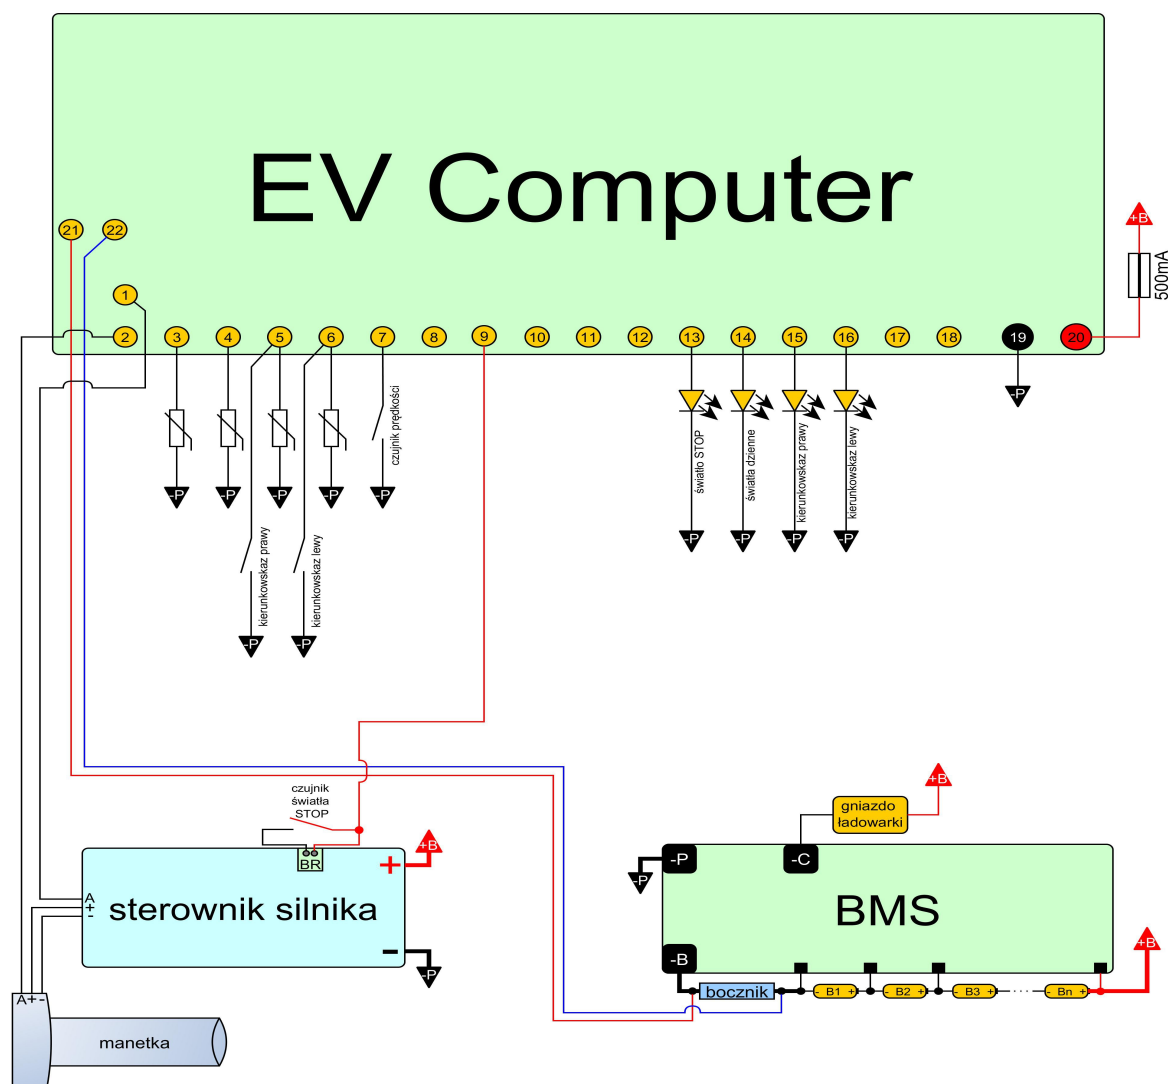 EV Computer
21
22
1
2
3
4
5
6
7
8
9
10
11
12
13
14
15
16
17
18
19
20
+B
500mA
-P
czujnik prędkości
-P
-P
-P
-P
-P
kierunkowskaz prawy
-P
kierunkowskaz lewy
-P
światło STOP
-P
światła dzienne
-P
kierunkowskaz prawy
-P
kierunkowskaz lewy
-P
czujnik
światła
STOP
BR
+
+B
sterownik silnika
A
+
-
−
-P
A+-
manetka
gniazdo
ładowarki
+B
-P
-C
-P
BMS
-B
+B
bocznik
- B1 +
- B2 +
- B3 +
- Bn +